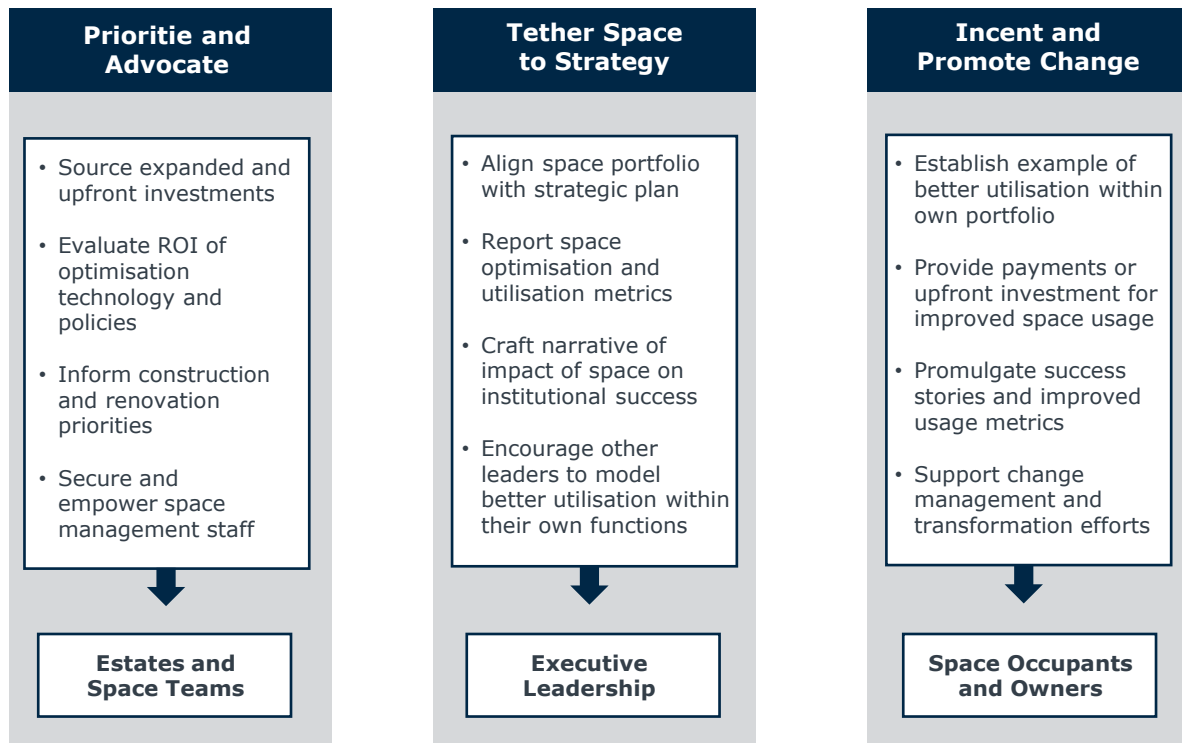 Prioritie and
Advocate
• Source expanded and
upfront investments
• Evaluate ROI of
optimisation
technology and
policies
• Inform construction
and renovation
priorities
• Secure and
empower space
management staff
Estates and
Space Teams
Tether Space
to Strategy
• Align space portfolio
with strategic plan
• Report space
optimisation and
utilisation metrics
• Craft narrative of
impact of space on
institutional success
• Encourage other
leaders to model
better utilisation within
their own functions
Executive
Leadership
Incent and
Promote Change
• Establish example of
better utilisation within
own portfolio
• Provide payments or
upfront investment for
improved space usage
• Promulgate success
stories and improved
usage metrics
• Support change
management and
transformation efforts
Space Occupants
and Owners